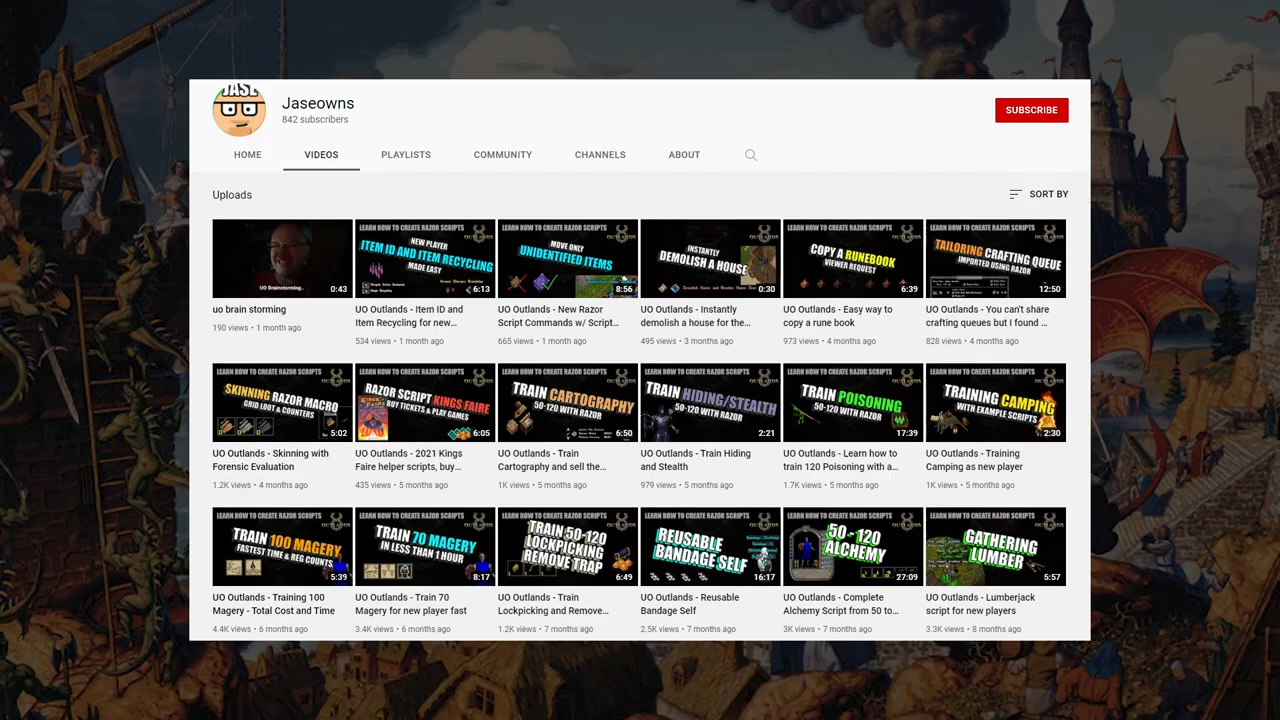 JASE
Jaseowns
842 subscribers
SUBSCRIBE
HOME
VIDEOS
PLAYLISTS
COMMUNITY
CHANNELS
ABOUT
Uploads
SORT BY
UO Brainstorming..
0:43
LEARN HOW TO CREATE RAZOR SCRIPTS
OUTLANDS
NEW PLAYER
ITEM ID AND ITEM RECYCLING
MADE EASY
6:13
LEARN HOW TO CREATE RAZOR SCRIPTS
OUTLANDS
MOVE ONLY
UNIDENTIFIED ITEMS
8:56
LEARN HOW TO CREATE RAZOR SCRIPTS
INSTANTLY
DEMOLISH A HOUSE
0:30
LEARN HOW TO CREATE RAZOR SCRIPTS
OUTLANDS
COPY A RUNEBOOK
VIEWER REQUEST
6:39
LEARN HOW TO CREATE RAZOR SCRIPTS
OUTLANDS
TAILORING CRAFTING QUEUE
IMPORTED USING RAZOR
12:50
uo brain storming
190 views • 1 month ago
UO Outlands - Item ID and
Item Recycling for new...
534 views • 1 month ago
UO Outlands - New Razor
Script Commands w/ Script...
665 views • 1 month ago
UO Outlands - Instantly
demolish a house for the...
495 views • 3 months ago
UO Outlands - Easy way to
copy a rune book
973 views • 4 months ago
UO Outlands - You can't share
crafting queues but I found ...
828 views • 4 months ago
LEARN HOW TO CREATE RAZOR SCRIPTS
OUTLANDS
SKINNING RAZOR MACRO
GRID LOOT & COUNTERS
5:02
LEARN HOW TO CREATE RAZOR SCRIPTS
OUTLANDS
RAZOR SCRIPT KINGS FAIRE
BUY TICKETS & PLAY GAMES
6:05
LEARN HOW TO CREATE RAZOR SCRIPTS
OUTLANDS
TRAIN CARTOGRAPHY
50-120 WITH RAZOR
6:50
LEARN HOW TO CREATE RAZOR SCRIPTS
OUTLANDS
TRAIN HIDING/STEALTH
50-120 WITH RAZOR
2:21
LEARN HOW TO CREATE RAZOR SCRIPTS
OUTLANDS
TRAIN POISONING
50-120 WITH RAZOR
17:39
LEARN HOW TO CREATE RAZOR SCRIPTS
OUTLANDS
TRAINING CAMPING
WITH EXAMPLE SCRIPTS
2:30
UO Outlands - Skinning with
Forensic Evaluation
1.2K views • 4 months ago
UO Outlands - 2021 Kings
Faire helper scripts, buy...
435 views • 5 months ago
UO Outlands - Train
Cartography and sell the...
1K views • 5 months ago
UO Outlands - Train Hiding
and Stealth
979 views • 5 months ago
UO Outlands - Learn how to
train 120 Poisoning with a...
1.7K views • 5 months ago
UO Outlands - Training
Camping as new player
1K views • 5 months ago
LEARN HOW TO CREATE RAZOR SCRIPTS
OUTLANDS
TRAIN 100 MAGERY
FASTEST TIME & REG COUNTS
5:39
LEARN HOW TO CREATE RAZOR SCRIPTS
OUTLANDS
TRAIN 70 MAGERY
IN LESS THAN 1 HOUR
8:17
LEARN HOW TO CREATE RAZOR SCRIPTS
OUTLANDS
TRAIN 50-120
LOCKPICKING
REMOVE TRAP
6:49
LEARN HOW TO CREATE RAZOR SCRIPTS
OUTLANDS
REUSABLE
BANDAGE SELF
16:17
LEARN HOW TO CREATE RAZOR SCRIPTS
OUTLANDS
50 - 120
ALCHEMY
27:09
LEARN HOW TO CREATE RAZOR SCRIPTS
OUTLANDS
GATHERING
LUMBER
5:57
UO Outlands - Training 100
Magery - Total Cost and Time
4.4K views • 6 months ago
UO Outlands - Train 70
Magery for new player fast
3.4K views • 6 months ago
UO Outlands - Train
Lockpicking and Remove...
1.2K views • 7 months ago
UO Outlands - Reusable
Bandage Self
2.5K views • 7 months ago
UO Outlands - Complete
Alchemy Script from 50 to...
3K views • 7 months ago
UO Outlands - Lumberjack
script for new players
3.3K views • 8 months ago